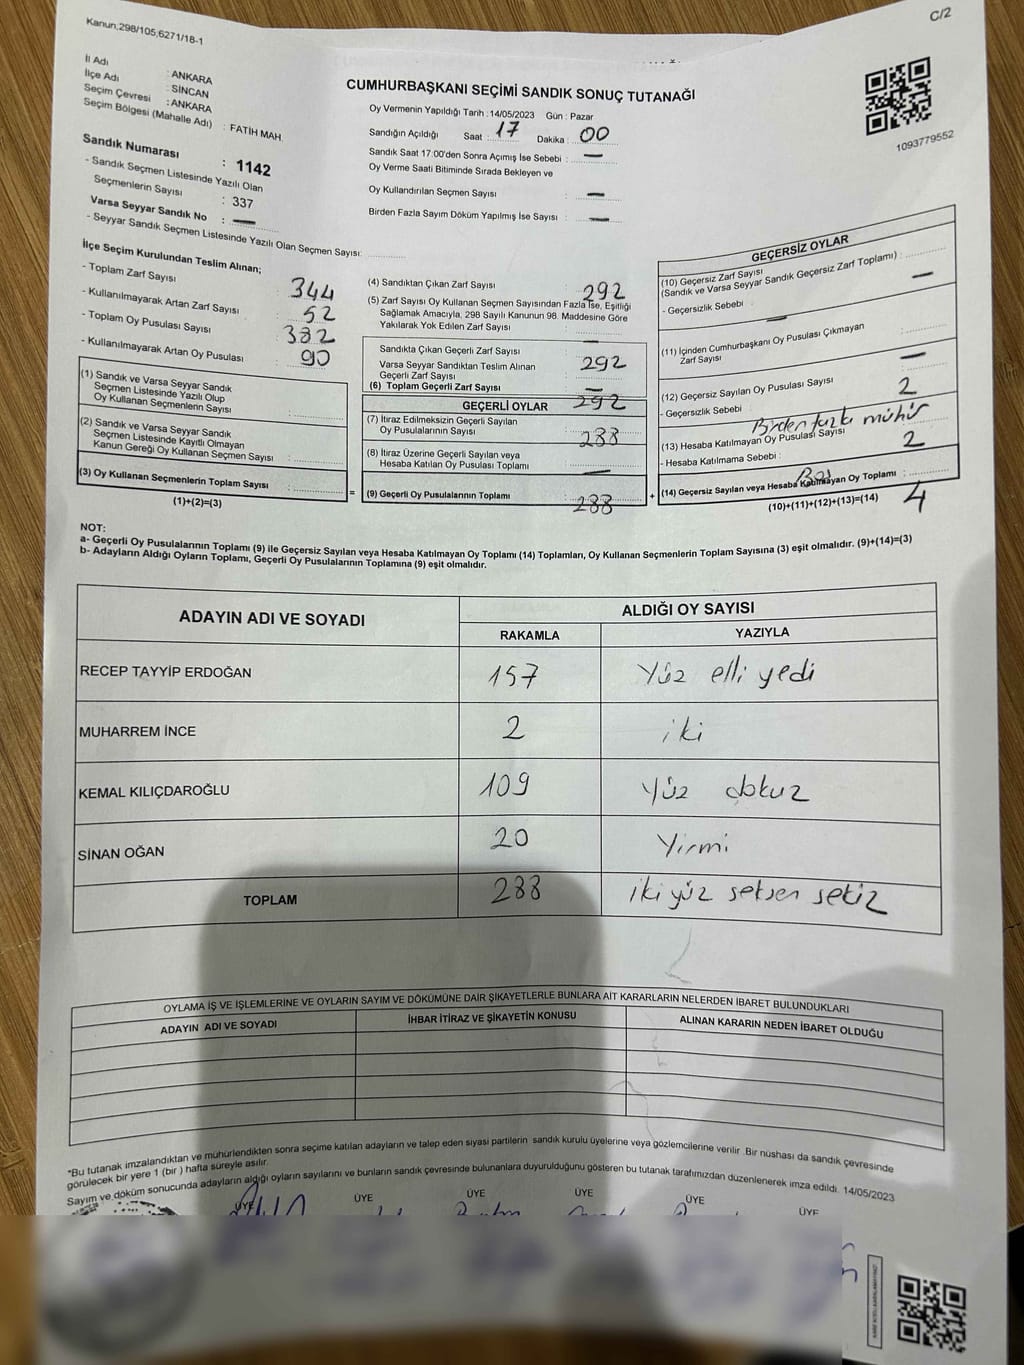 Kanun;298/105,6271/18-1
C/2
İl Adı : ANKARA
İlçe Adı : SİNCAN
Seçim Çevresi : ANKARA
Seçim Bölgesi (Mahalle Adı) : FATİH MAH.
Sandık Numarası : 1142
- Sandık Seçmen Listesinde Yazılı Olan
Seçmenlerin Sayısı : 337
Varsa Seyyar Sandık No : —
- Seyyar Sandık Seçmen Listesinde Yazılı Olan Seçmen Sayısı:
CUMHURBAŞKANI SEÇİMİ SANDIK SONUÇ TUTANAĞI
Oy Vermenin Yapıldığı Tarih : 14/05/2023 Gün : Pazar
Sandığın Açıldığı Saat : 17 Dakika : 00
Sandık Saat 17:00'den Sonra Açımış İse Sebebi : —
Oy Verme Saati Bitiminde Sırada Bekleyen ve
Oy Kullandırılan Seçmen Sayısı : —
Birden Fazla Sayım Döküm Yapılmış İse Sayısı : —
1093779552
İlçe Seçim Kurulundan Teslim Alınan;
- Toplam Zarf Sayısı : 344
- Kullanılmayarak Artan Zarf Sayısı : 52
- Toplam Oy Pusulası Sayısı : 382
- Kullanılmayarak Artan Oy Pusulası : 90
(1) Sandık ve Varsa Seyyar Sandık
Seçmen Listesinde Yazılı Olup
Oy Kullanan Seçmenlerin Sayısı :
(2) Sandık ve Varsa Seyyar Sandık
Seçmen Listesinde Kayıtlı Olmayan
Kanun Gereği Oy Kullanan Seçmen Sayısı :
(3) Oy Kullanan Seçmenlerin Toplam Sayısı :
(1)+(2)=(3)
=
(4) Sandıktan Çıkan Zarf Sayısı : 292
(5) Zarf Sayısı Oy Kullanan Seçmen Sayısından Fazla İse, Eşitliği
Sağlamak Amacıyla, 298 Sayılı Kanunun 98. Maddesine Göre
Yakılarak Yok Edilen Zarf Sayısı : —
Sandıkta Çıkan Geçerli Zarf Sayısı : 292
Varsa Seyyar Sandıktan Teslim Alınan
Geçerli Zarf Sayısı : —
(6) Toplam Geçerli Zarf Sayısı : 292
GEÇERLİ OYLAR
(7) İtiraz Edilmeksizin Geçerli Sayılan
Oy Pusulalarının Sayısı : 288
(8) İtiraz Üzerine Geçerli Sayılan veya
Hesaba Katılan Oy Pusulası Toplamı : —
(9) Geçerli Oy Pusulalarının Toplamı : 288
+
GEÇERSİZ OYLAR
(10) Geçersiz Zarf Sayısı
(Sandık ve Varsa Seyyar Sandık Geçersiz Zarf Toplamı) : —
- Geçersizlik Sebebi : —
(11) İçinden Cumhurbaşkanı Oy Pusulası Çıkmayan
Zarf Sayısı : —
(12) Geçersiz Sayılan Oy Pusulası Sayısı : 2
- Geçersizlik Sebebi : Birden fazla mühür
(13) Hesaba Katılmayan Oy Pusulası Sayısı : 2
- Hesaba Katılmama Sebebi : Boş
(14) Geçersiz Sayılan veya Hesaba Katılmayan Oy Toplamı : 4
(10)+(11)+(12)+(13)=(14)
NOT:
a- Geçerli Oy Pusulalarının Toplamı (9) ile Geçersiz Sayılan veya Hesaba Katılmayan Oy Toplamı (14) Toplamları, Oy Kullanan Seçmenlerin Toplam Sayısına (3) eşit olmalıdır. (9)+(14)=(3)
b- Adayların Aldığı Oyların Toplamı, Geçerli Oy Pusulalarının Toplamına (9) eşit olmalıdır.
ADAYIN ADI VE SOYADI
ALDIĞI OY SAYISI
RAKAMLA YAZIYLA
RECEP TAYYİP ERDOĞAN 157 Yüz elli yedi
MUHARREM İNCE 2 iki
KEMAL KILIÇDAROĞLU 109 Yüz dokuz
SİNAN OĞAN 20 Yirmi
TOPLAM 288 iki yüz seksen sekiz
OYLAMA İŞ VE İŞLEMLERİNE VE OYLARIN SAYIM VE DÖKÜMÜNE DAİR ŞİKAYETLERLE BUNLARA AİT KARARLARIN NELERDEN İBARET BULUNDUKLARI
ADAYIN ADI VE SOYADI
İHBAR İTİRAZ VE ŞİKAYETİN KONUSU
ALINAN KARARIN NEDEN İBARET OLDUĞU
*Bu tutanak imzalandıktan ve mühürlendikten sonra seçime katılan adayların ve talep eden siyasi partilerin sandık kurulu üyelerine veya gözlemcilerine verilir .Bir nüshası da sandık çevresinde
görülecek bir yere 1 (bir ) hafta süreyle asılır.
Sayım ve döküm sonucunda adayların aldığı oyların sayılarını ve bunların sandık çevresinde bulunanlara duyurulduğunu gösteren bu tutanak tarafımızdan düzenlenerek imza edildi. 14/05/2023
ÜYE ÜYE ÜYE ÜYE ÜYE ÜYE